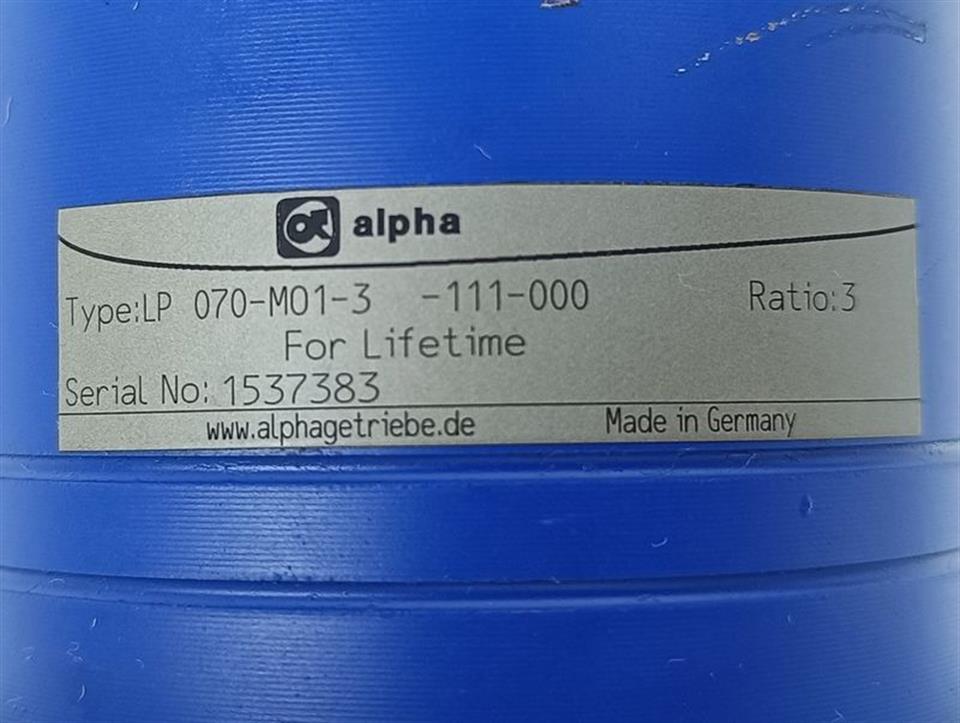 alpha
Type:LP 070-M01-3 -111-000 Ratio:3
For Lifetime
Serial No: 1537383
www.alphagetriebe.de Made in Germany